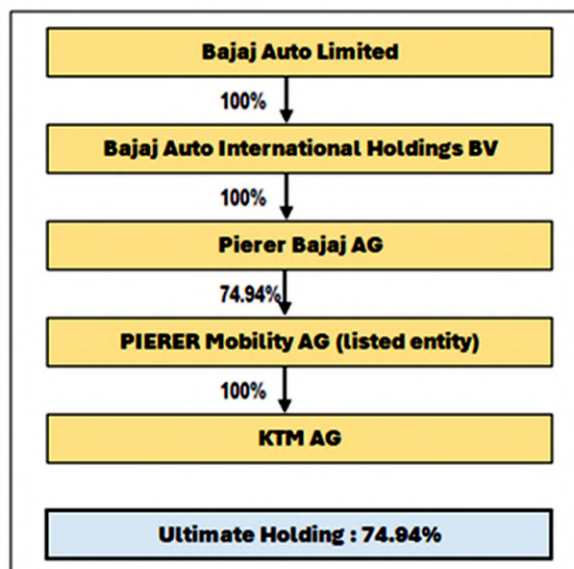 Bajaj Auto Limited
100%
Bajaj Auto International Holdings BV
100%
Pierer Bajaj AG
74.94%
PIERER Mobility AG (listed entity)
100%
KTM AG
Ultimate Holding : 74.94%